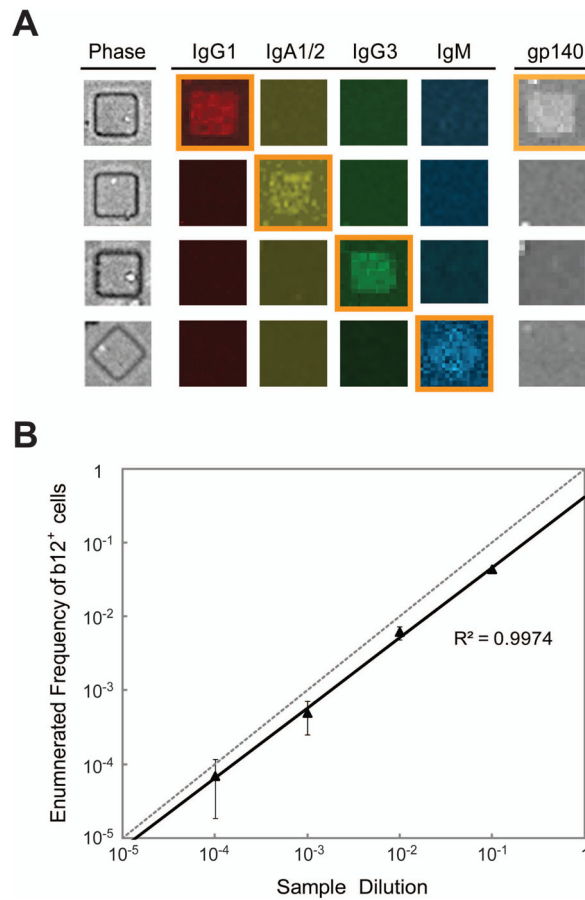 A
Phase IgG1 IgA1/2 IgG3 IgM gp140
B
Enumnerated Frequency of b12⁺ cells
1
10⁻¹
10⁻²
10⁻³
10⁻⁴
10⁻⁵
R² = 0.9974
10⁻⁵ 10⁻⁴ 10⁻³ 10⁻² 10⁻¹ 1
Sample Dilution